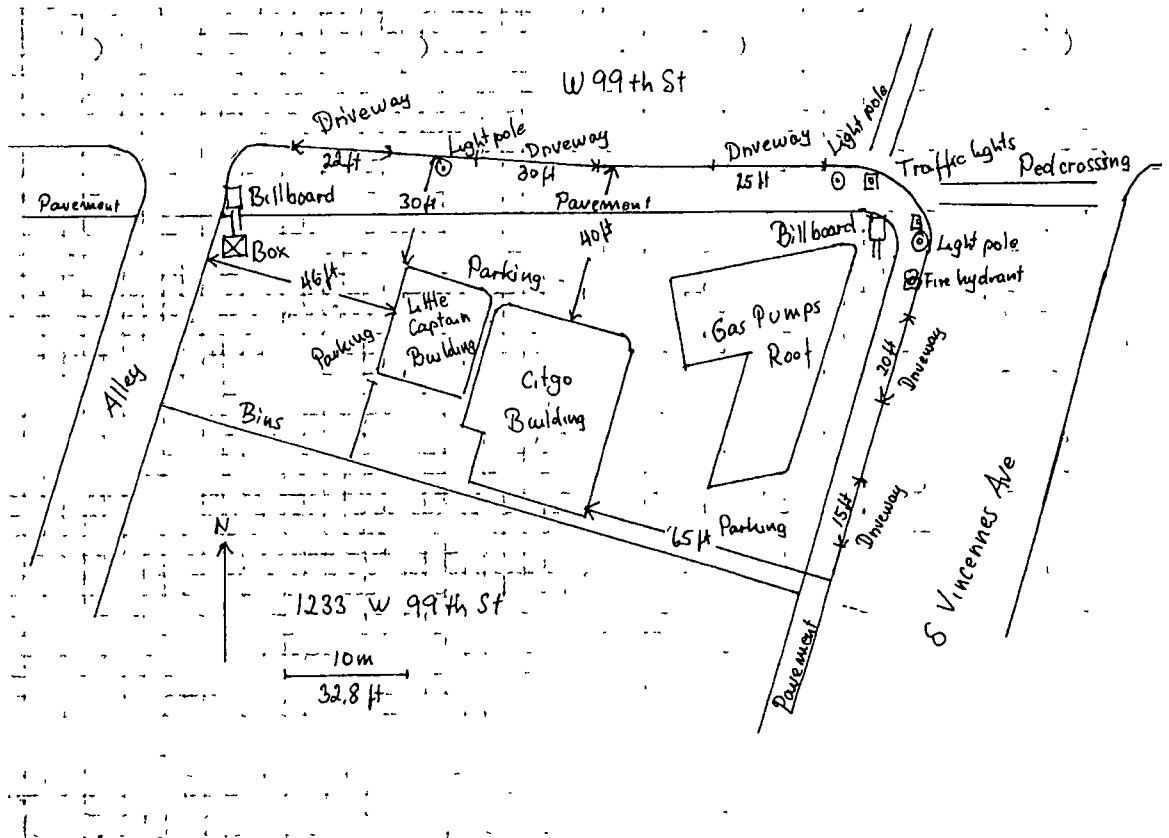 W 99th St
Driveway
22ft
Light pole
Driveway
30ft
Driveway
25ft
Light pole
Traffic lights
Ped crossing
Pavement
Billboard
Box
30ft
Pavement
40ft
Billboard
Light pole
Fire hydrant
46ft
Parking
Parking
Little
Captain
Building
Citgo
Building
Gas Pumps
Roof
20ft
Driveway
Alley
Bins
15ft
Driveway
65ft
Parking
S Vincennes Ave
Pavement
N
1233 W 99th St
10m
32,8 ft